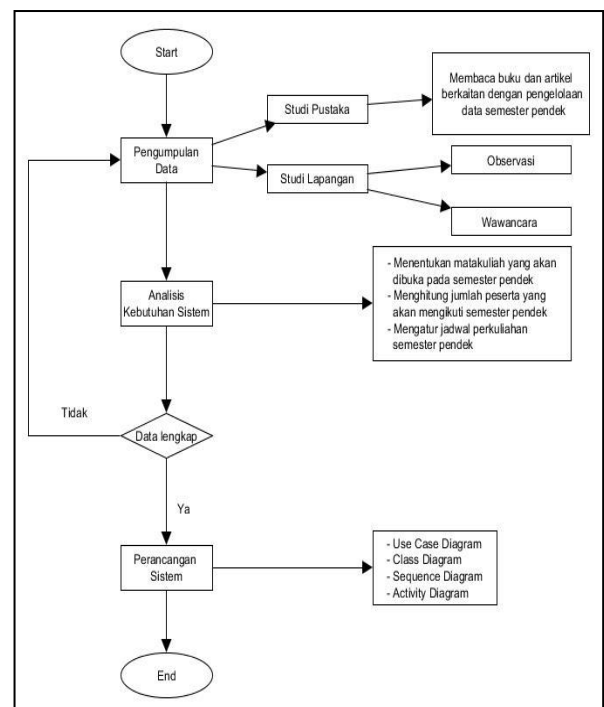 Start
Pengumpulan
Data
Studi Pustaka
Membaca buku dan artikel
berkaitan dengan pengelolaan
data semester pendek
Studi Lapangan
Observasi
Wawancara
Analisis
Kebutuhan Sistem
- Menentukan matakuliah yang akan
dibuka pada semester pendek
- Menghitung jumlah peserta yang
akan mengikuti semester pendek
- Mengatur jadwal perkuliahan
semester pendek
Tidak
Data lengkap
Ya
Perancangan
Sistem
- Use Case Diagram
- Class Diagram
- Sequence Diagram
- Activity Diagram
End